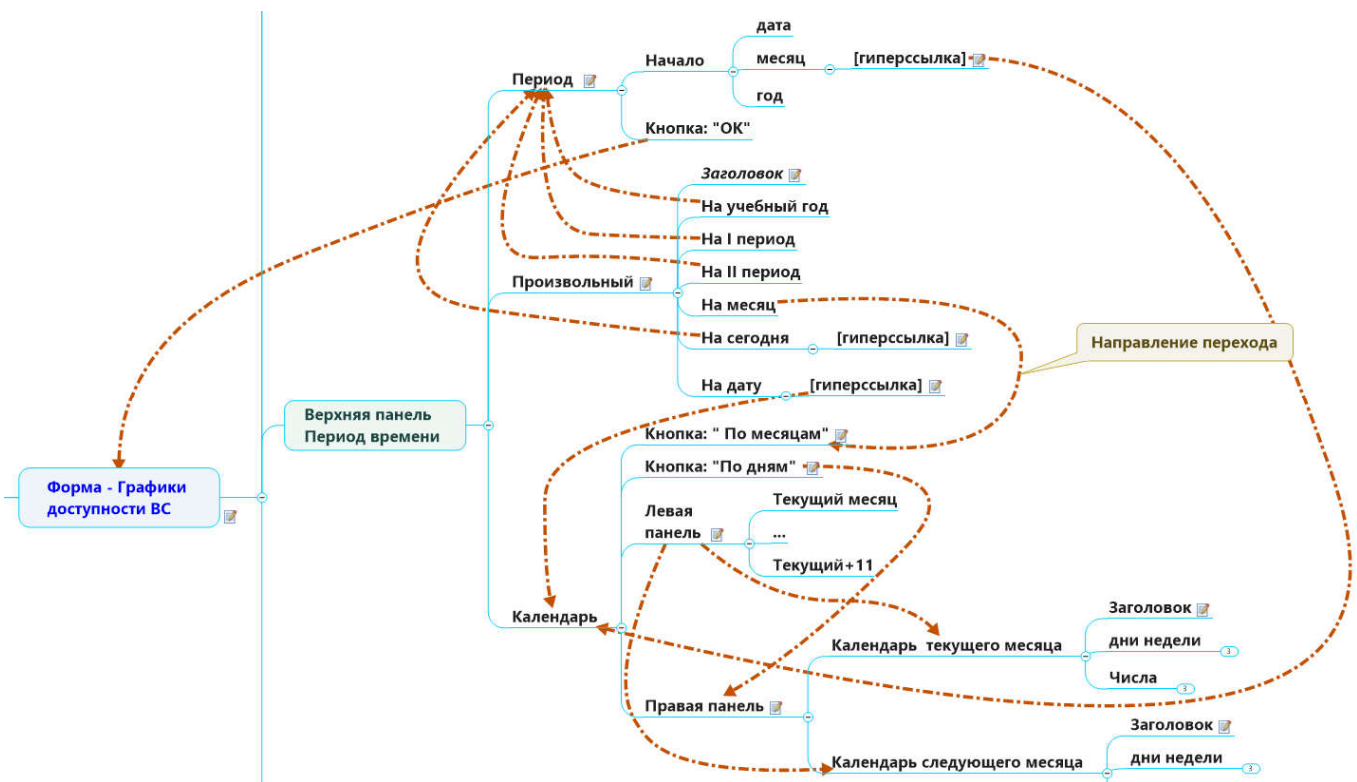 дата
Начало
месяц
[гиперссылка]
Период
год
Кнопка: "ОК"
Заголовок
На учебный год
На I период
На II период
Произвольный
На месяц
На сегодня
[гиперссылка]
Направление перехода
На дату
[гиперссылка]
Верхняя панель
Период времени
Кнопка: " По месяцам"
Кнопка: "По дням"
Форма - Графики
доступности ВС
Левая
панель
Текущий месяц
...
Текущий+11
Календарь
Заголовок
Календарь текущего месяца
дни недели
3
Числа
3
Правая панель
Заголовок
Календарь следующего месяца
дни недели
3